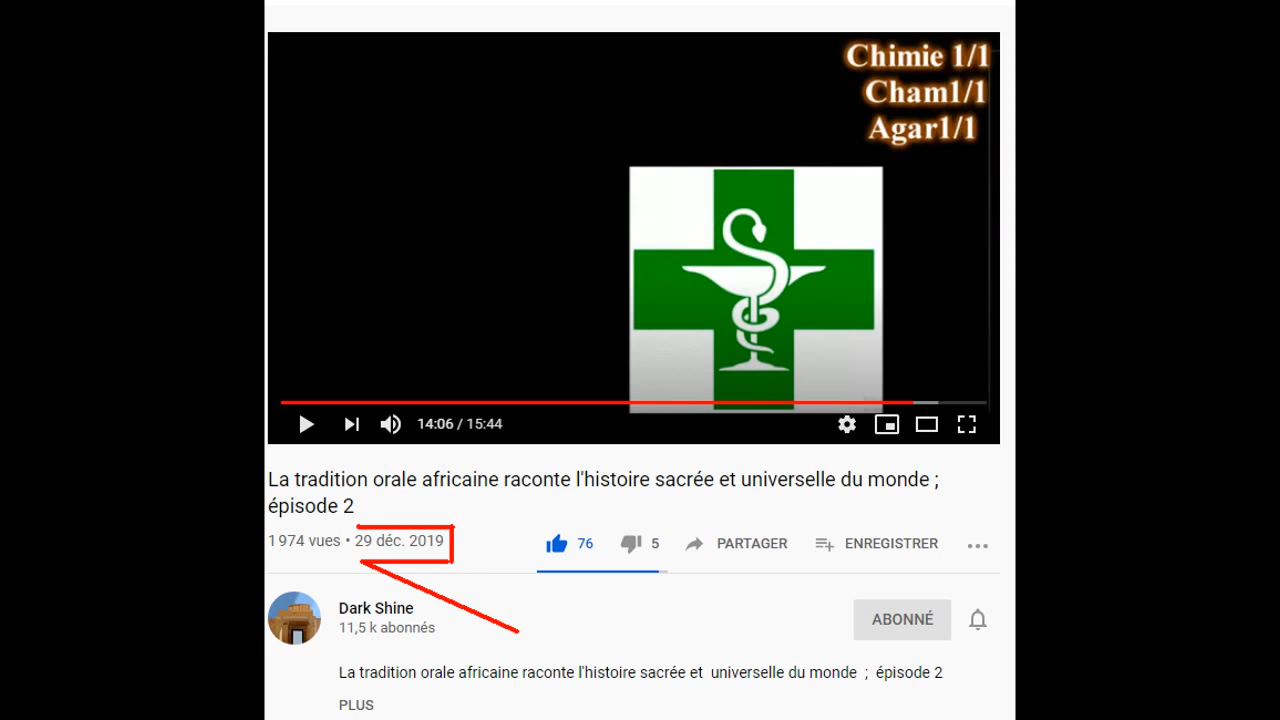 Chimie 1/1
Cham1/1
Agar1/1
14:06 / 15:44
La tradition orale africaine raconte l'histoire sacrée et universelle du monde ;
épisode 2
1 974 vues • 29 déc. 2019
76
5
PARTAGER
ENREGISTRER
Dark Shine
11,5 k abonnés
ABONNÉ
La tradition orale africaine raconte l'histoire sacrée et universelle du monde ; épisode 2
PLUS